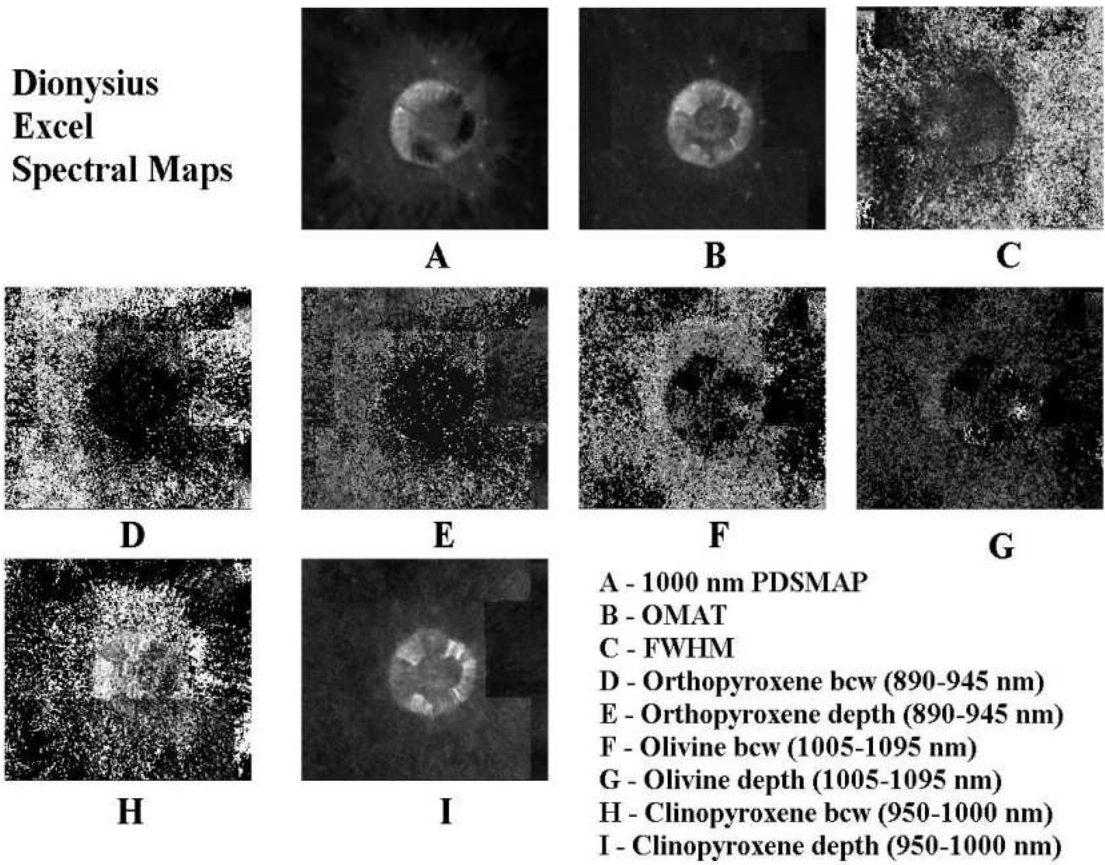 Dionysius
Excel
Spectral Maps
A
B
C
D
E
F
G
H
I
A - 1000 nm PDSMAP
B - OMAT
C - FWHM
D - Orthopyroxene bcw (890-945 nm)
E - Orthopyroxene depth (890-945 nm)
F - Olivine bcw (1005-1095 nm)
G - Olivine depth (1005-1095 nm)
H - Clinopyroxene bcw (950-1000 nm)
I - Clinopyroxene depth (950-1000 nm)